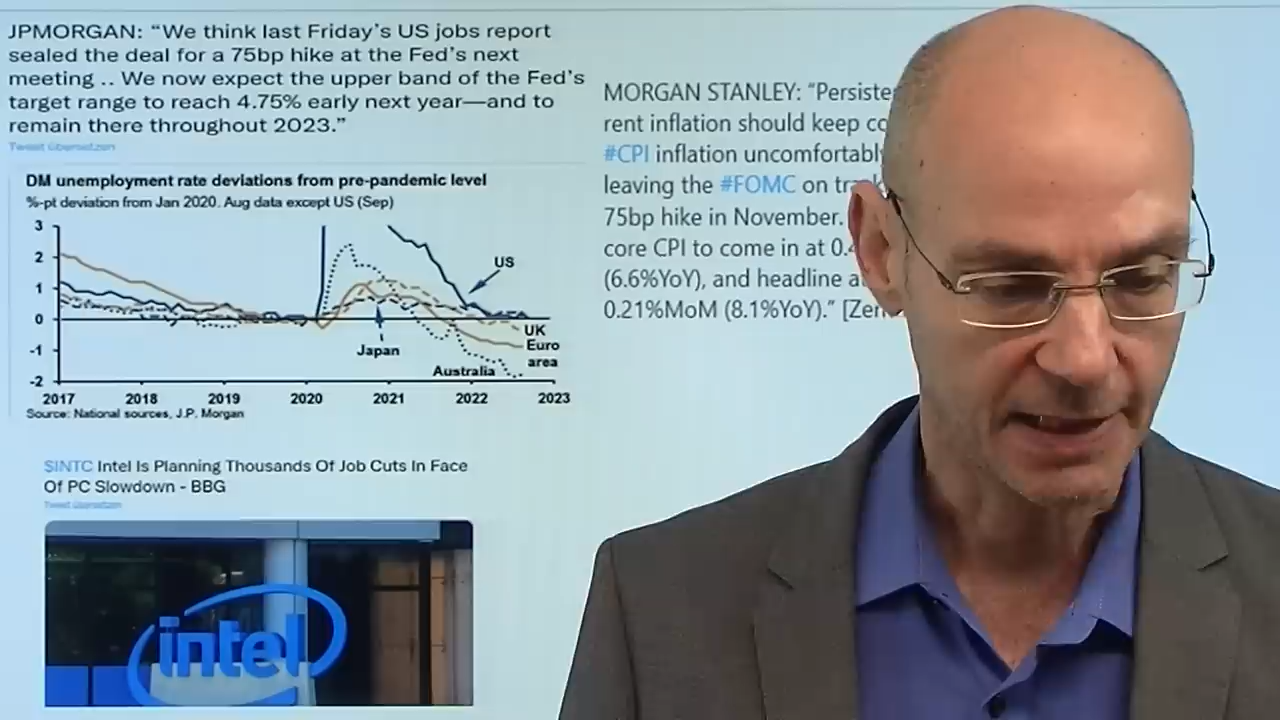 JPMORGAN: “We think last Friday’s US jobs report
sealed the deal for a 75bp hike at the Fed’s next
meeting .. We now expect the upper band of the Fed’s
target range to reach 4.75% early next year—and to
remain there throughout 2023.”
Tweet übersetzen
DM unemployment rate deviations from pre-pandemic level
%-pt deviation from Jan 2020. Aug data except US (Sep)
3
2
1
0
-1
-2
US
Japan
UK
Euro
area
Australia
2017 2018 2019 2020 2021 2022 2023
Source: National sources, J.P. Morgan
$INTC Intel Is Planning Thousands Of Job Cuts In Face
Of PC Slowdown - BBG
Tweet übersetzen
intel
MORGAN STANLEY: “Persiste
rent inflation should keep co
#CPI inflation uncomfortably
leaving the #FOMC on
75bp hike in November.
core CPI to come in at
(6.6%YoY), and headline
0.21%MoM (8.1%YoY).” [Zer